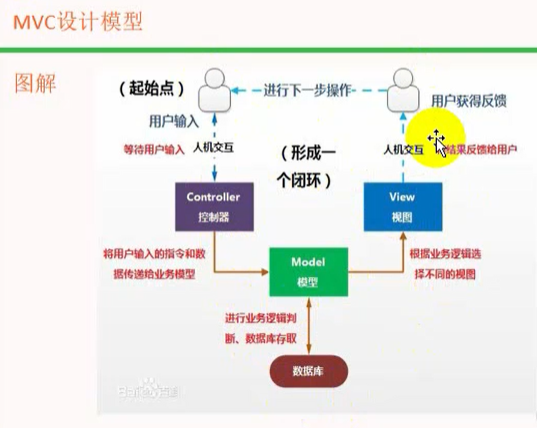 MVC设计模型
图解
（起始点）
进行下一步操作
用户获得反馈
用户输入
等待用户输入
人机交互
（形成一
个闭环）
人机交互
结果反馈给用户
Controller
控制器
View
视图
将用户输入的指令和数
据传递给业务模型
Model
模型
根据业务逻辑选
择不同的视图
进行业务逻辑判
断、数据库存取
数据库